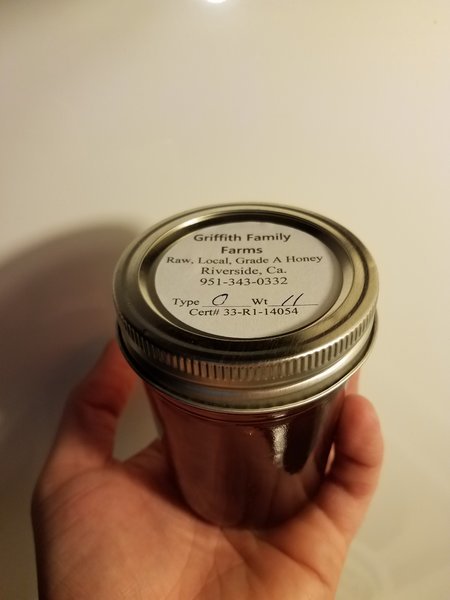 Griffith Family
Farms
Raw, Local, Grade A Honey
Riverside, Ca.
951-343-0332
Type O Wt 11
Cert# 33-R1-14054